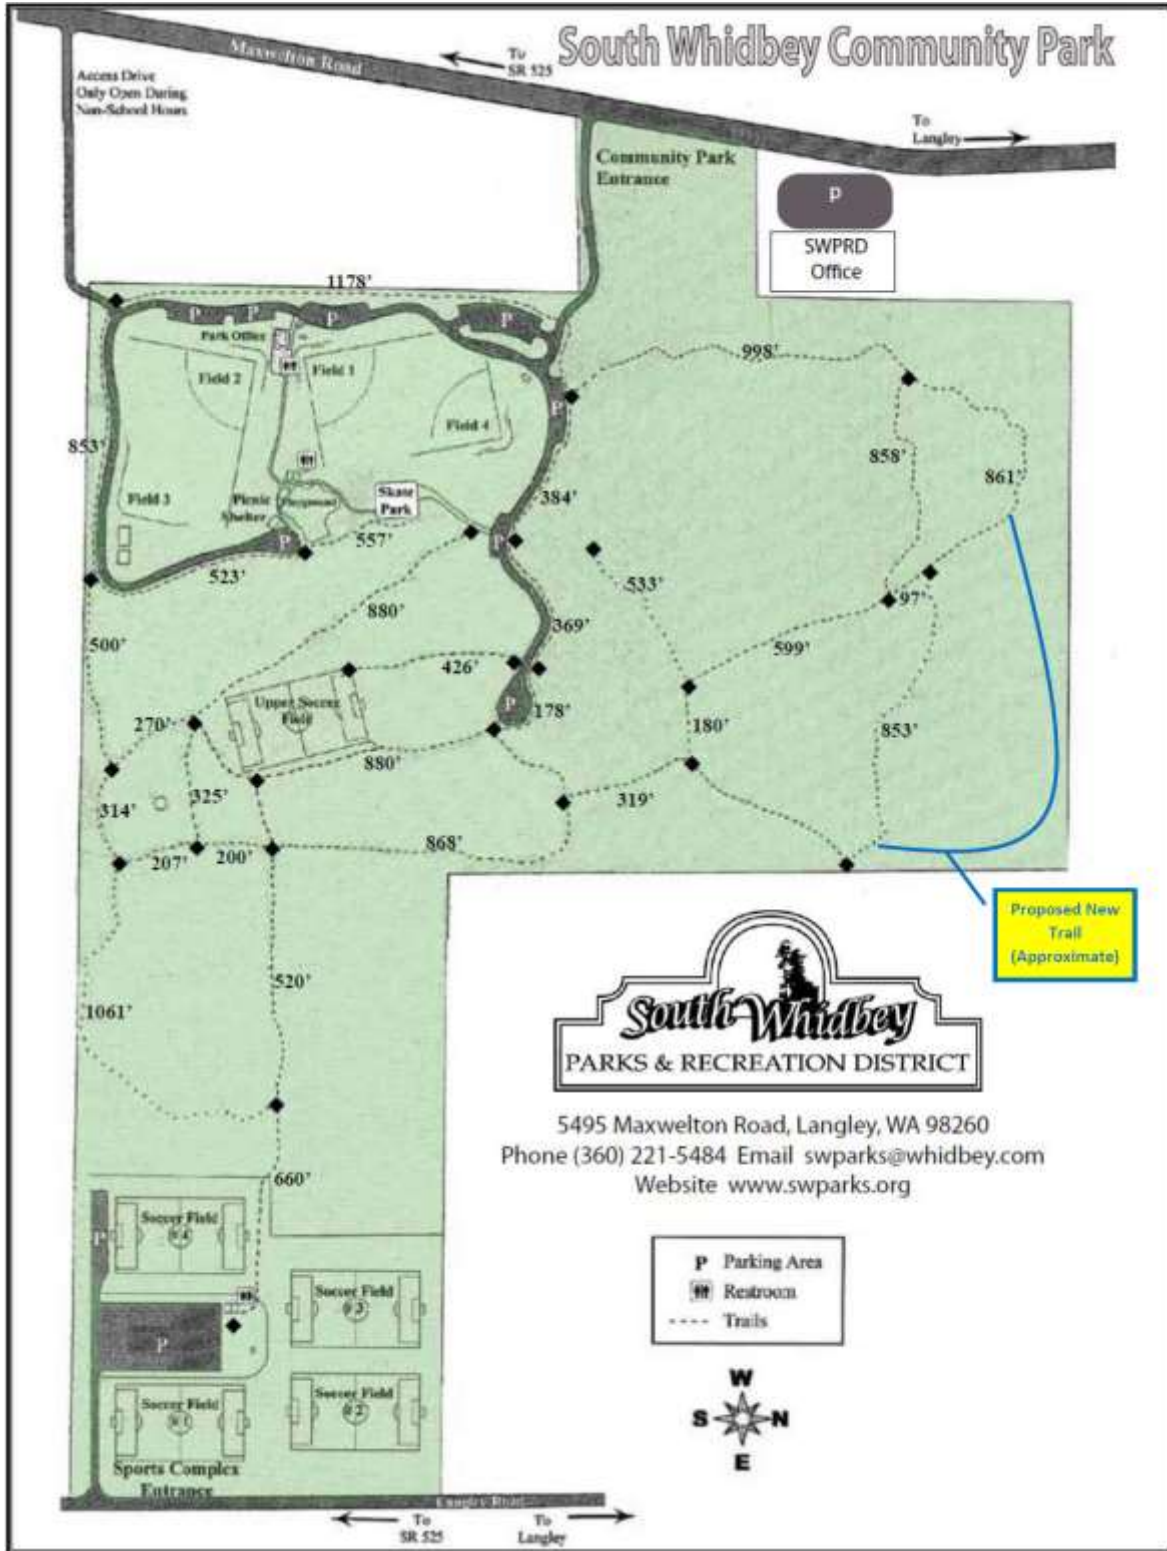 South Whidbey Community Park
Maxwelton Road
To
SR 525
Access Drive
Only Open During
Non-School Hours
To
Langley
Community Park
Entrance
P
SWPRD
Office
1178'
P
P
P
P
Park Office
Field 2
Field 1
998'
Field 4
P
853'
858'
861'
Field 3
Picnic
Shelter
Playground
Skate
Park
384'
P
P
557'
523'
533'
97'
880'
369'
599'
500'
426'
Upper Soccer
Field
P
178'
270'
180'
853'
880'
314'
325'
319'
868'
207'
200'
Proposed New
Trail
(Approximate)
520'
1061'
South Whidbey
PARKS & RECREATION DISTRICT
5495 Maxwelton Road, Langley, WA 98260
Phone (360) 221-5484 Email swparks@whidbey.com
Website www.swparks.org
660'
P
Soccer Field
# 4
P Parking Area
Restroom
Trails
Soccer Field
# 3
P
Soccer Field
# 1
Soccer Field
# 2
W
S
N
E
Sports Complex
Entrance
Langley Road
To
SR 525
To
Langley